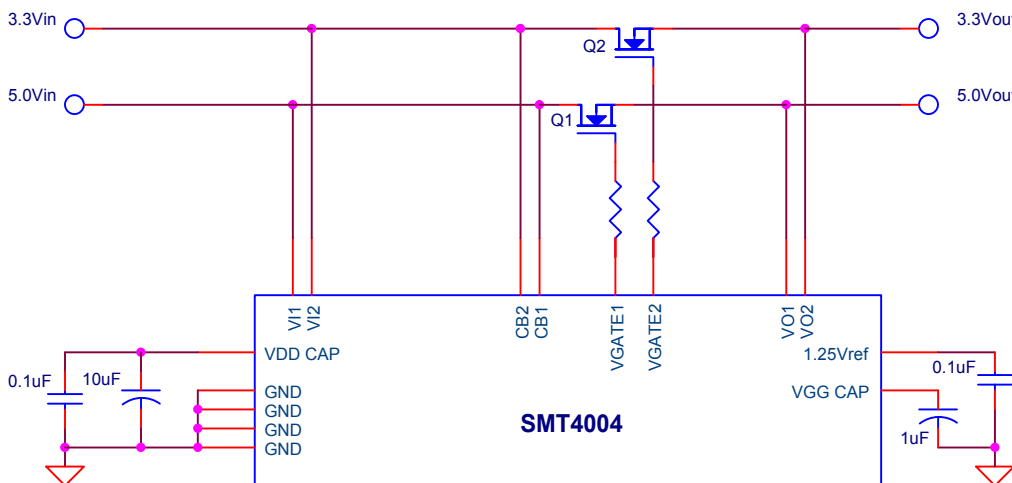 3.3Vin
3.3Vout
Q2
5.0Vin
5.0Vout
Q1
VI1
VI2
CB2
CB1
VGATE1
VGATE2
VO1
VO2
VDD CAP
1.25Vref
0.1uF
10uF
0.1uF
GND
VGG CAP
GND
SMT4004
GND
1uF
GND